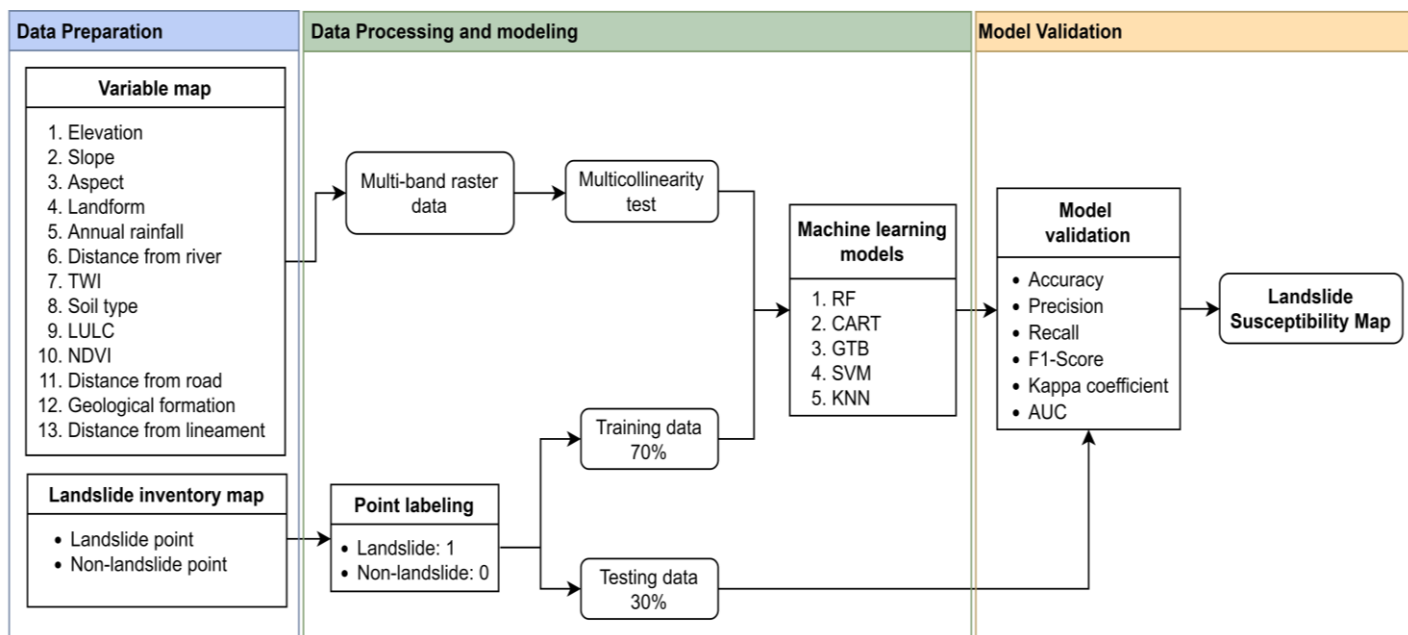 Data Preparation
Data Processing and modeling
Model Validation
Variable map
1. Elevation
2. Slope
3. Aspect
4. Landform
5. Annual rainfall
6. Distance from river
7. TWI
8. Soil type
9. LULC
10. NDVI
11. Distance from road
12. Geological formation
13. Distance from lineament
Landslide inventory map
• Landslide point
• Non-landslide point
Multi-band raster
data
Multicollinearity
test
Point labeling
• Landslide: 1
• Non-landslide: 0
Training data
70%
Testing data
30%
Machine learning
models
1. RF
2. CART
3. GTB
4. SVM
5. KNN
Model
validation
• Accuracy
• Precision
• Recall
• F1-Score
• Kappa coefficient
• AUC
Landslide
Susceptibility Map